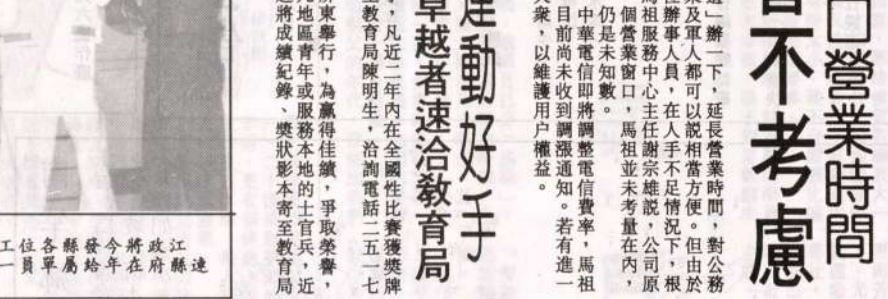 營業時間
不考慮
」辦一下，延長營業時間，對公務
業及軍人都可以說相當方便。但由於
辦事人員，在人手不足情況下，根
馬祖服務中心主任謝宗雄說，公司原
個營業窗口，馬祖並未考量在內，
仍是未知數。
中華電信即將調整電信費率，馬祖
目前尚未收到調漲通知。若有進一
大眾，以維護用户權益。
運動好手
卓越者速洽教育局
，凡近二年內在全國性比賽獲獎牌
教育局陳明生，洽詢電話二五一七
屏東舉行，為贏得佳績，爭取榮譽，
地區青年或服務本地的士官兵，近
將成績紀錄、獎狀影本寄至教育局
連
江縣
政府
將在
今年
發給
縣屬
各單
位員
工一